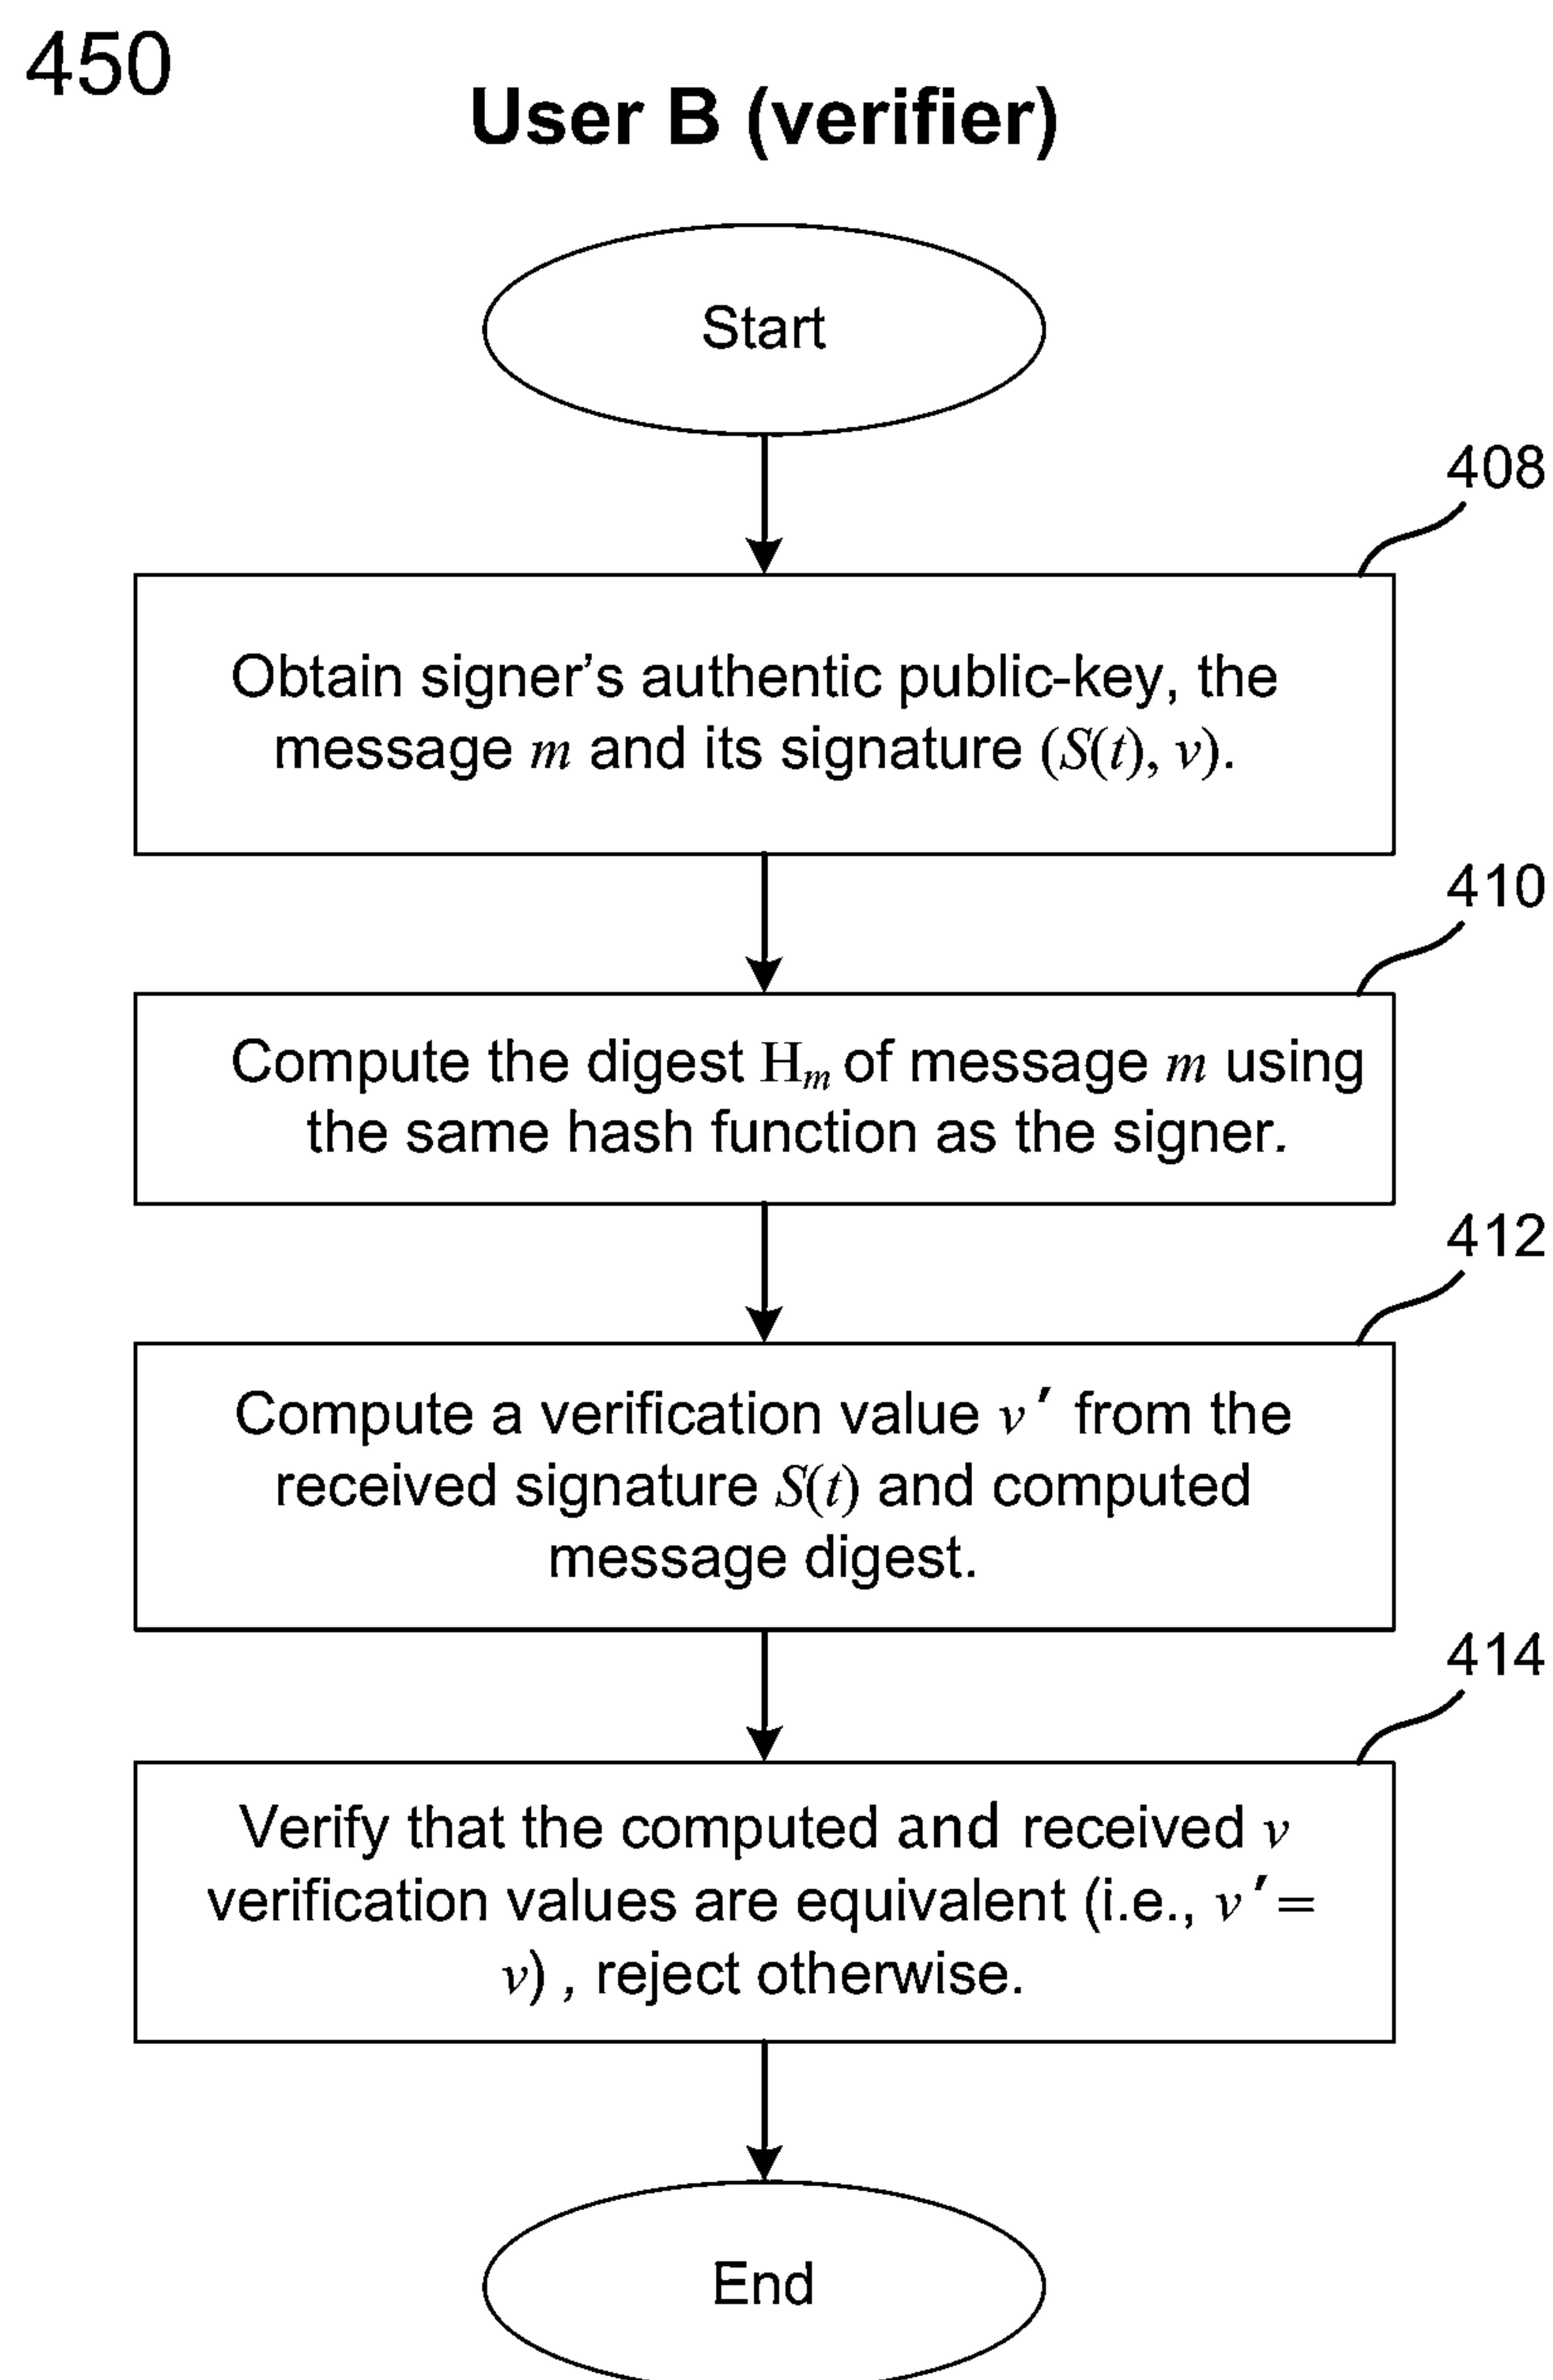 450
User B (verifier)
Start
408
Obtain signer’s authentic public-key, the
message m and its signature (S(t), v).
410
Compute the digest Hₘ of message m using
the same hash function as the signer.
412
Compute a verification value v′ from the
received signature S(t) and computed
message digest.
414
Verify that the computed and received v
verification values are equivalent (i.e., v′=
v) , reject otherwise.
End